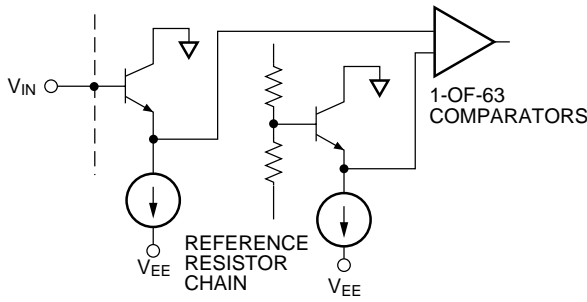 VIN
1-OF-63
COMPARATORS
VEE
REFERENCE
RESISTOR
CHAIN
VEE